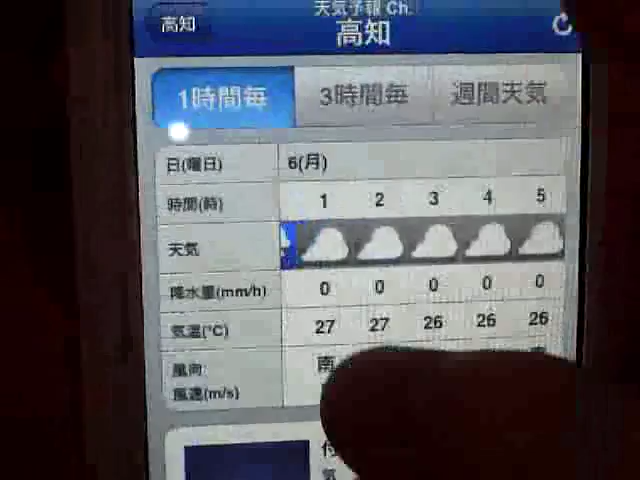 天気予報 Ch.
高知
高知
1時間毎 3時間毎 週間天気
日(曜日) 6(月)
時間(時) 1 2 3 4 5
天気
降水量(mm/h) 0 0 0 0 0
気温(℃) 27 27 26 26 26
風向 南
風速(m/s)
付
気